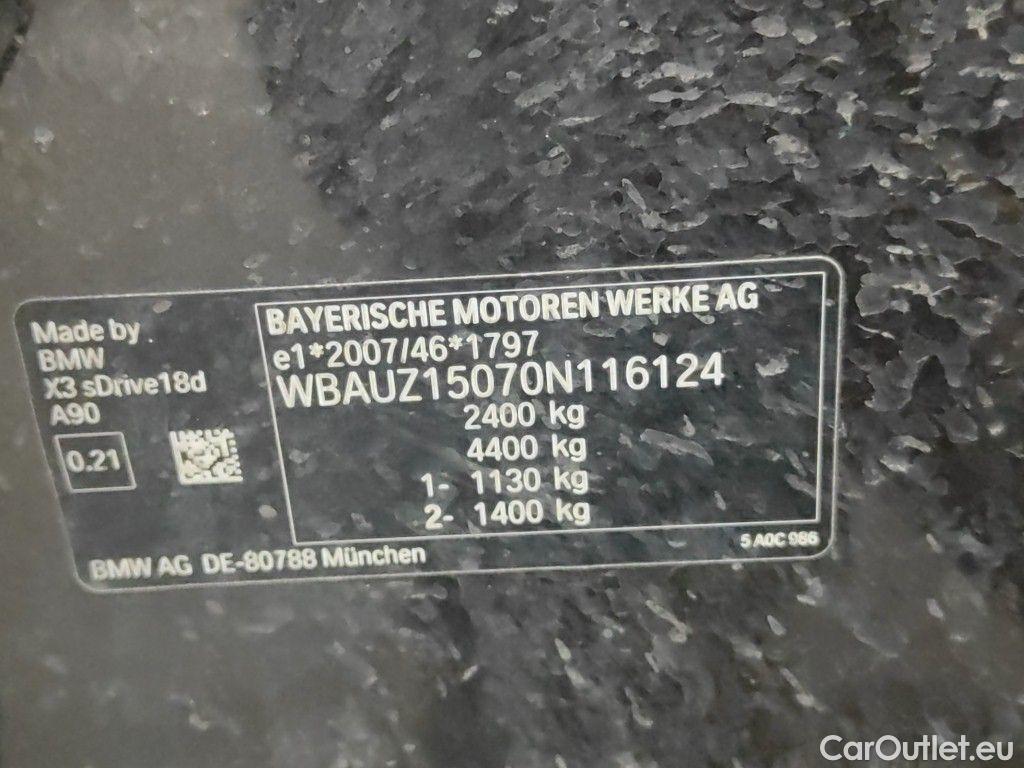 Made by
BMW
X3 sDrive18d
A90
0.21
BAYERISCHE MOTOREN WERKE AG
e1*2007/46*1797
WBAUZ15070N116124
2400 kg
4400 kg
1- 1130 kg
2- 1400 kg
5 A0C 986
BMW AG DE-80788 München
CarOutlet.eu